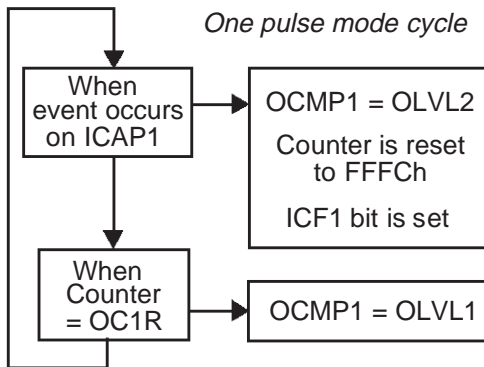 One pulse mode cycle
When
event occurs
on ICAP1
OCMP1 = OLVL2
Counter is reset
to FFFCh
ICF1 bit is set
When
Counter
= OC1R
OCMP1 = OLVL1